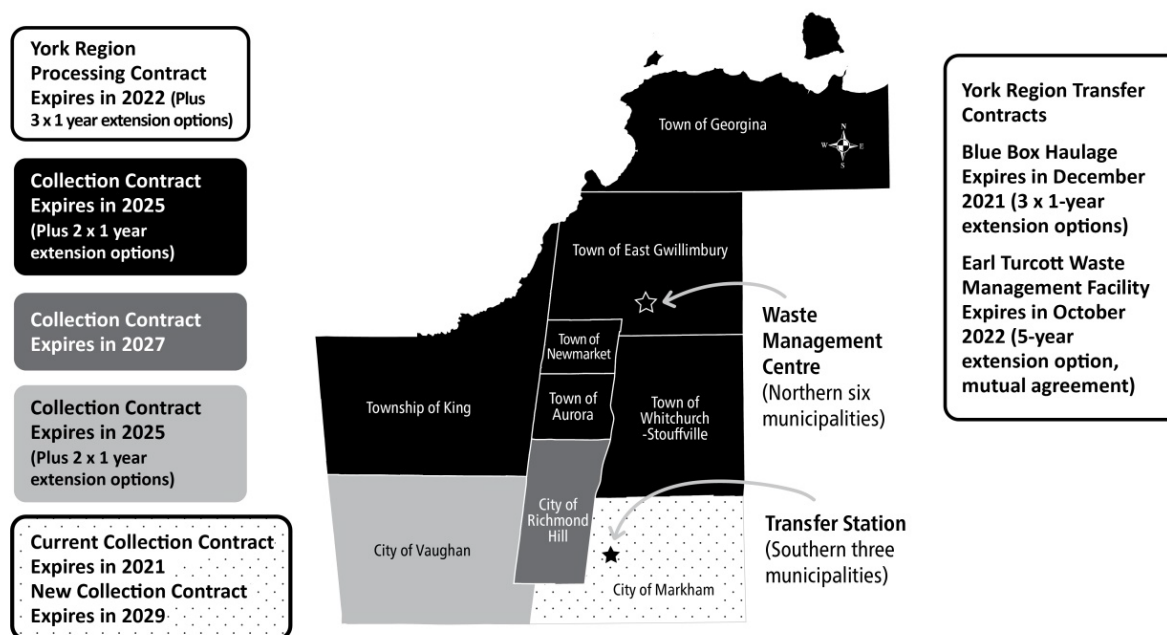 York Region
Processing Contract
Expires in 2022 (Plus
3 x 1 year extension options)
Collection Contract
Expires in 2025
(Plus 2 x 1 year
extension options)
Collection Contract
Expires in 2027
Collection Contract
Expires in 2025
(Plus 2 x 1 year
extension options)
Current Collection Contract
Expires in 2021
New Collection Contract
Expires in 2029
Town of Georgina
N
W E
S
Town of East Gwillimbury
Town of
Newmarket
Township of King
Town of
Aurora
Town of
Whitchurch
-Stouffville
City of
Richmond
Hill
City of Vaughan
City of Markham
Waste
Management
Centre
(Northern six
municipalities)
Transfer Station
(Southern three
municipalities)
York Region Transfer
Contracts
Blue Box Haulage
Expires in December
2021 (3 x 1-year
extension options)
Earl Turcott Waste
Management Facility
Expires in October
2022 (5-year
extension option,
mutual agreement)